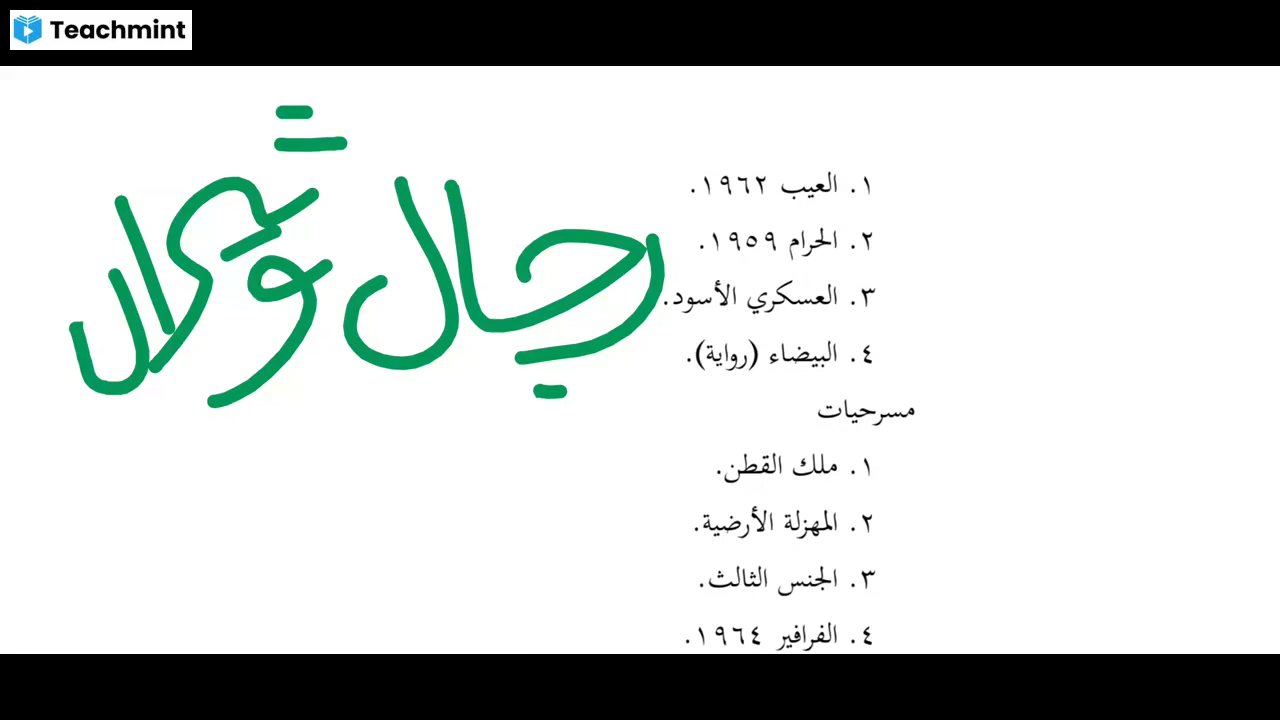 Teachmint
رجال وثيران
١. العيب ١٩٦٢.
٢. الحرام ١٩٥٩.
٣. العسكري الأسود.
٤. البيضاء (رواية).
مسرحيات
١. ملك القطن.
٢. المهزلة الأرضية.
٣. الجنس الثالث.
٤. الفرافير ١٩٦٤.